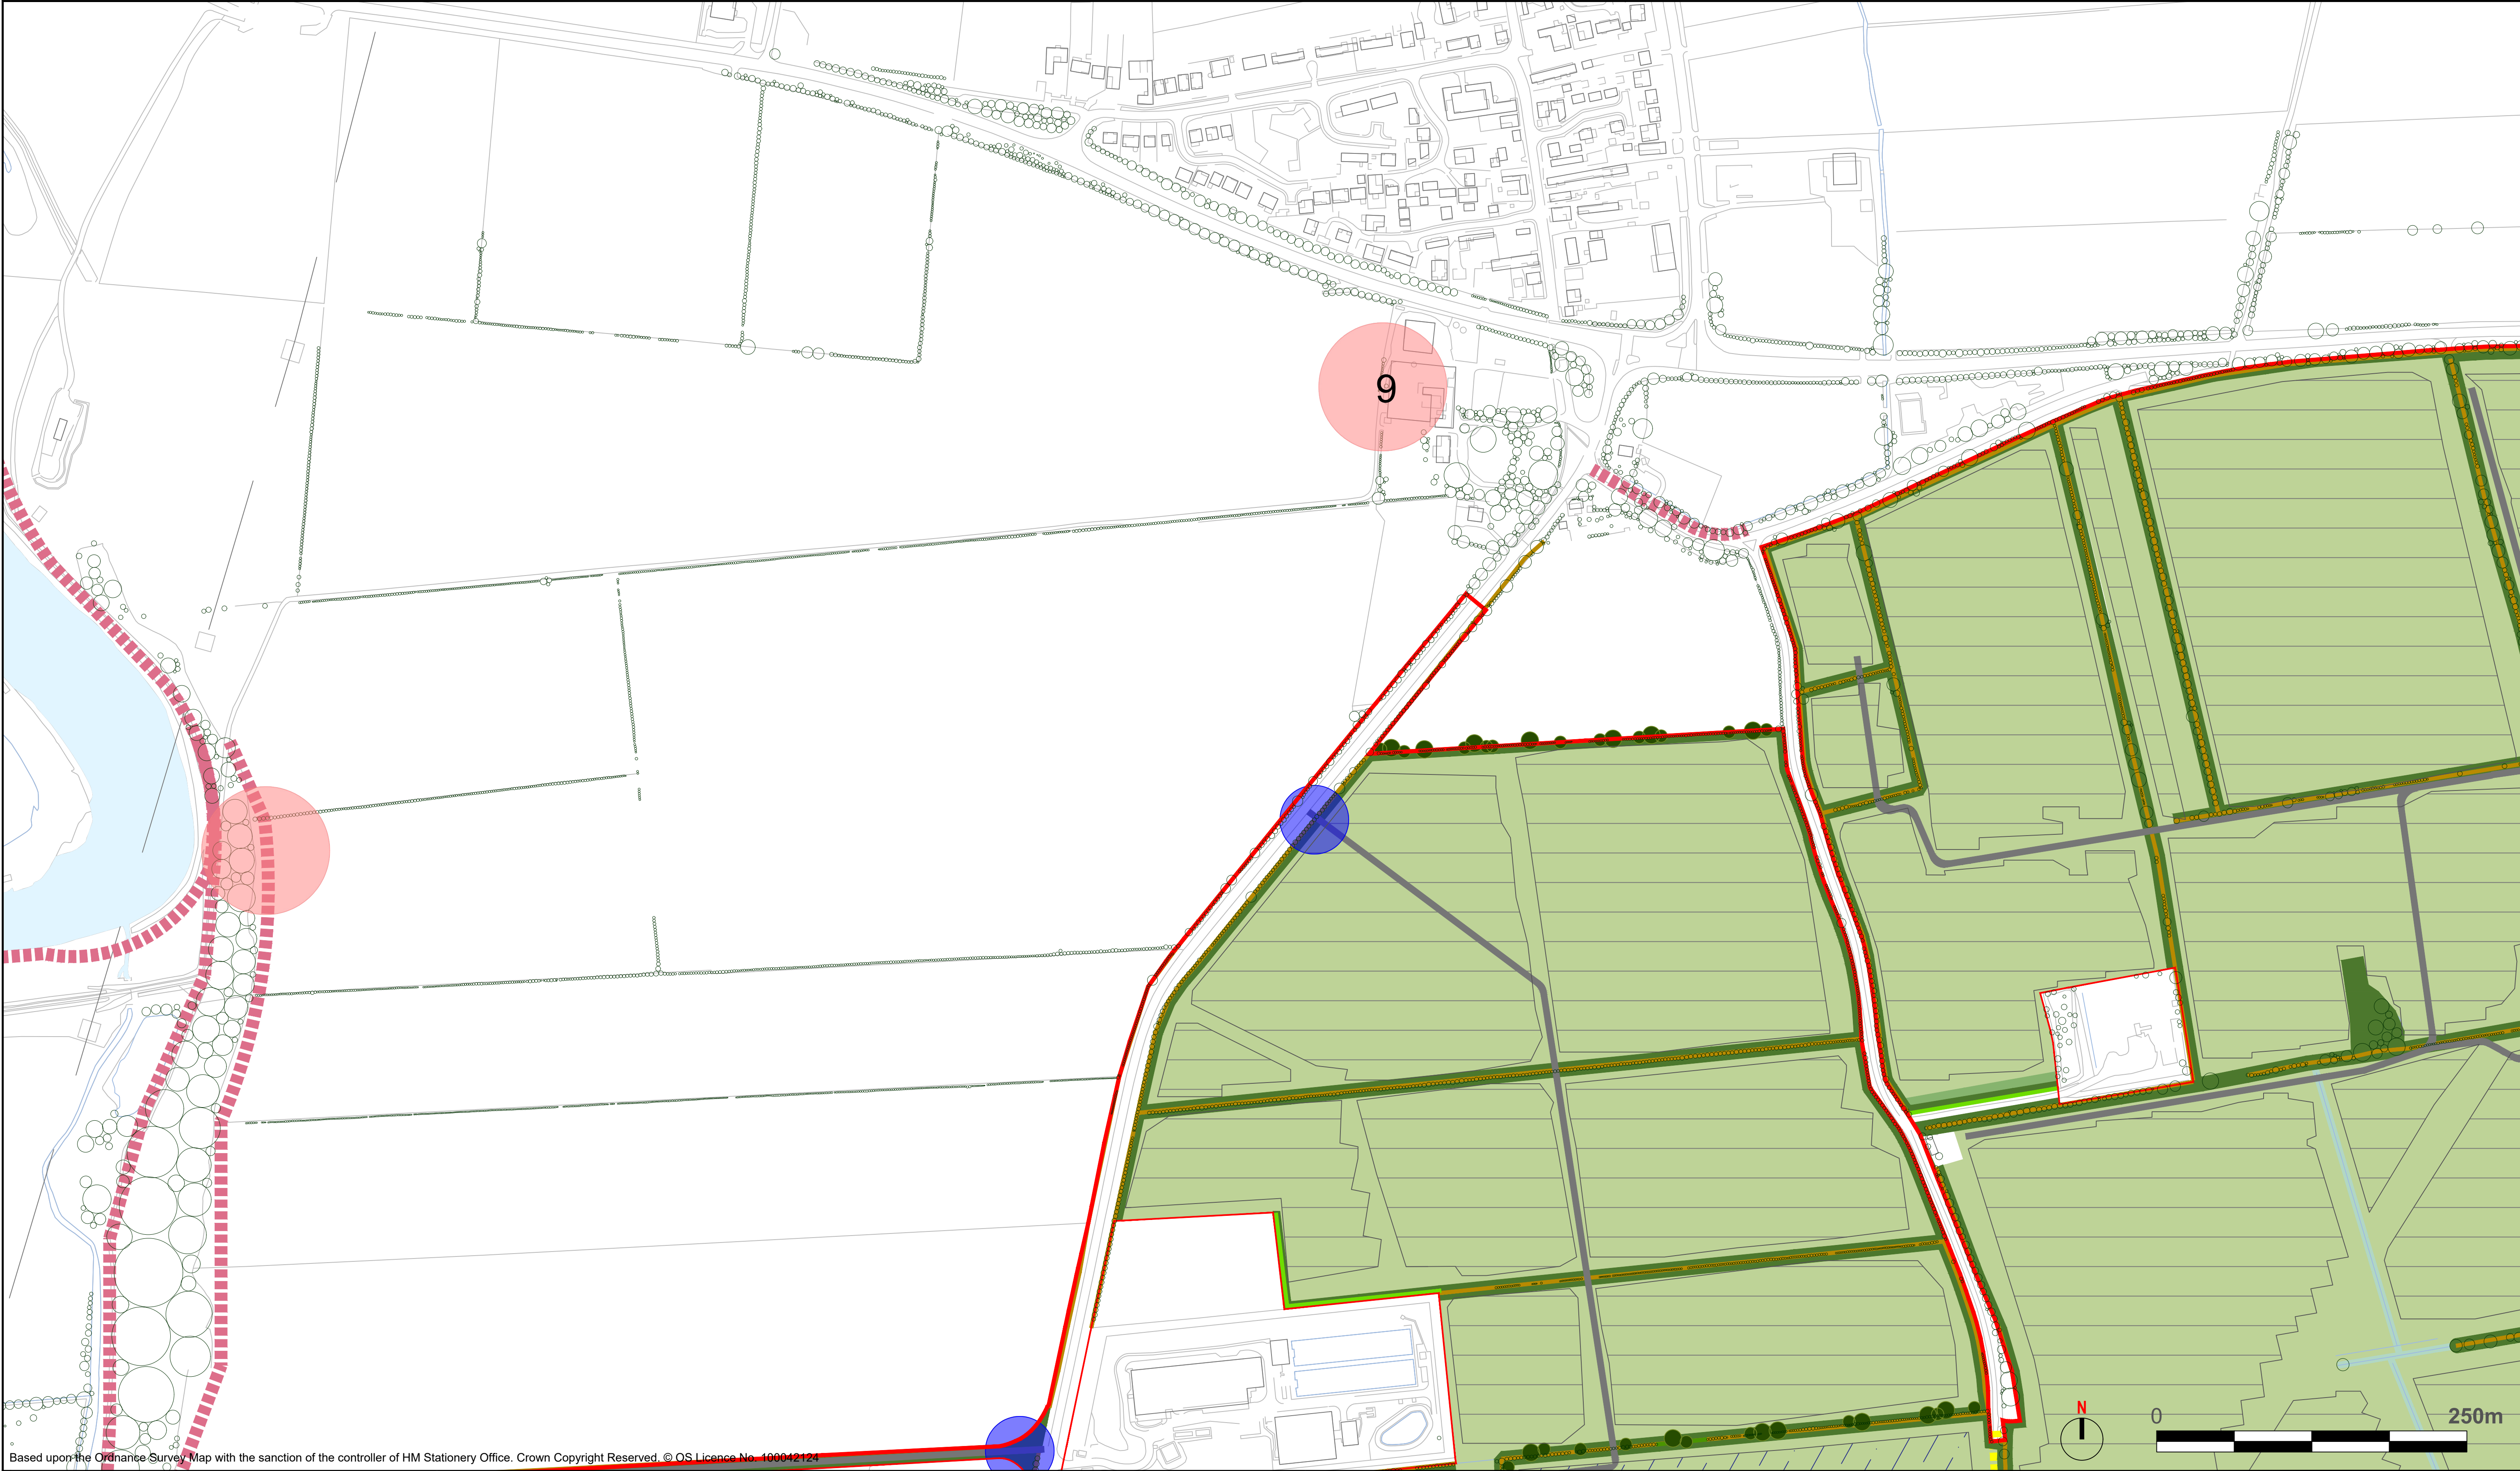 9
N
0
250m
Based upon the Ordnance Survey Map with the sanction of the controller of HM Stationery Office. Crown Copyright Reserved. © OS Licence No. 100042124